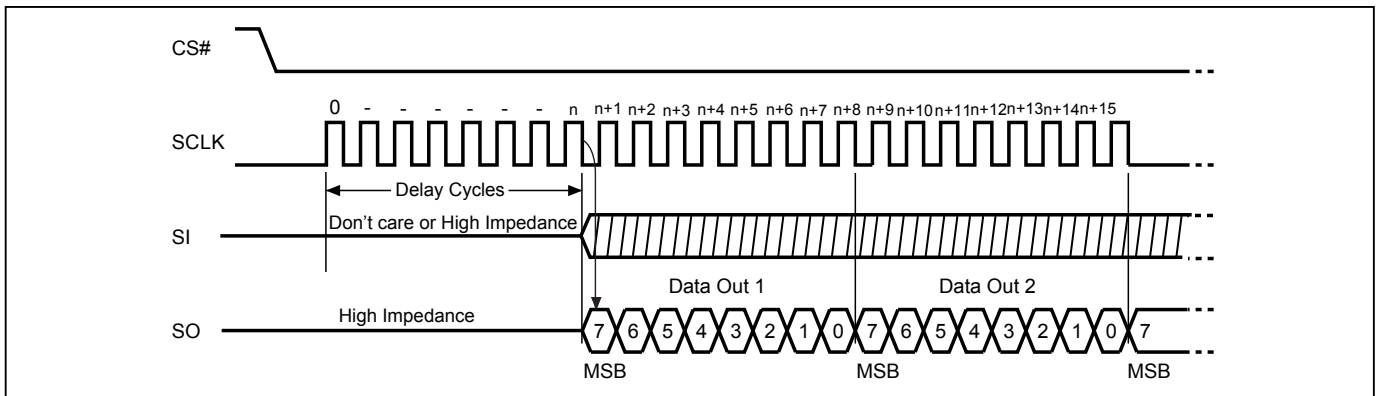 CS#
0 - - - - - - n n+1 n+2 n+3 n+4 n+5 n+6 n+7 n+8 n+9 n+10 n+11 n+12 n+13 n+14 n+15
SCLK
Delay Cycles
Don't care or High Impedance
SI
Data Out 1 Data Out 2
High Impedance
SO 7 6 5 4 3 2 1 0 7 6 5 4 3 2 1 0 7
MSB MSB MSB